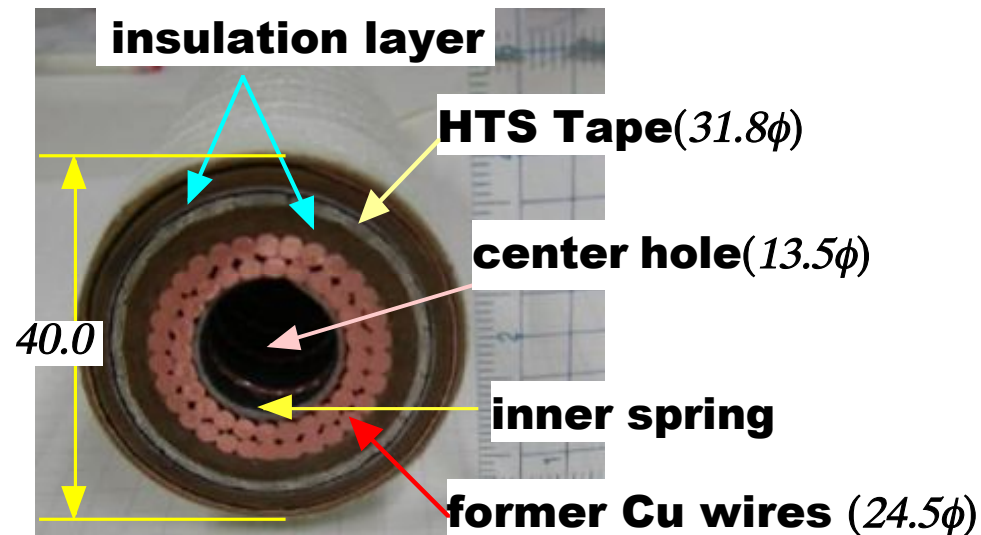 insulation layer
HTS Tape(31.8ϕ)
center hole(13.5ϕ)
40.0
inner spring
former Cu wires (24.5ϕ)